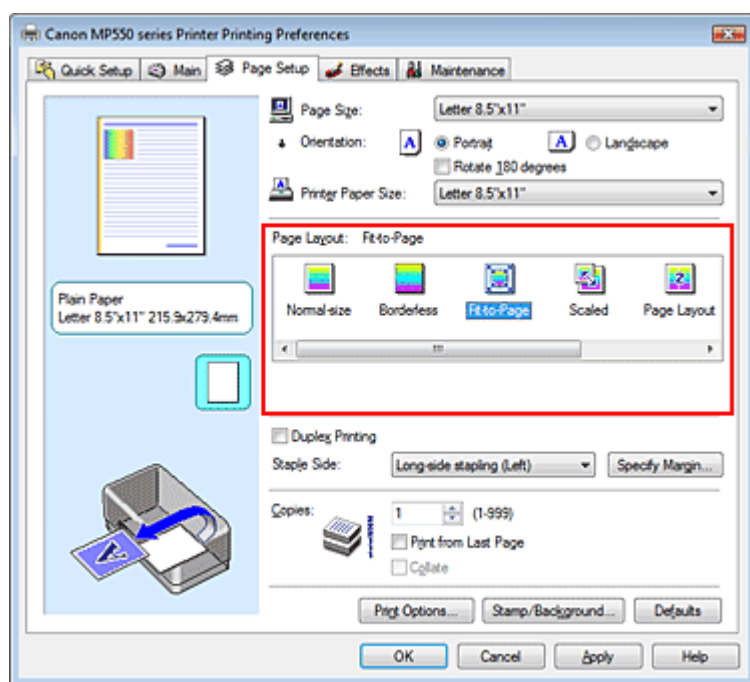 Canon MP550 series Printer Printing Preferences
Quick Setup Main Page Setup Effects Maintenance
Page Size: Letter 8.5"x11"
Orientation: A Portrait A Landscape
Rotate 180 degrees
Printer Paper Size: Letter 8.5"x11"
Page Layout: Fit-to-Page
Normal-size Borderless Fit-to-Page Scaled Page Layout
Plain Paper
Letter 8.5"x11" 215.9x279.4mm
Duplex Printing
Staple Side: Long-side stapling (Left) Specify Margin...
Copies: 1 (1-999)
Print from Last Page
Collate
Print Options... Stamp/Background... Defaults
OK Cancel Apply Help